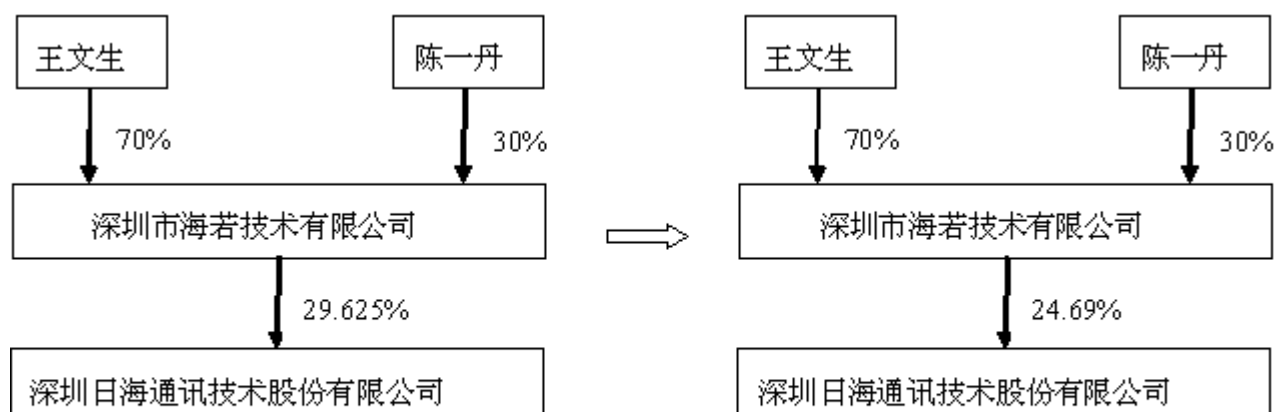 王文生
陈一丹
王文生
陈一丹
70%
30%
70%
30%
深圳市海若技术有限公司
深圳市海若技术有限公司
29.625%
24.69%
深圳日海通讯技术股份有限公司
深圳日海通讯技术股份有限公司